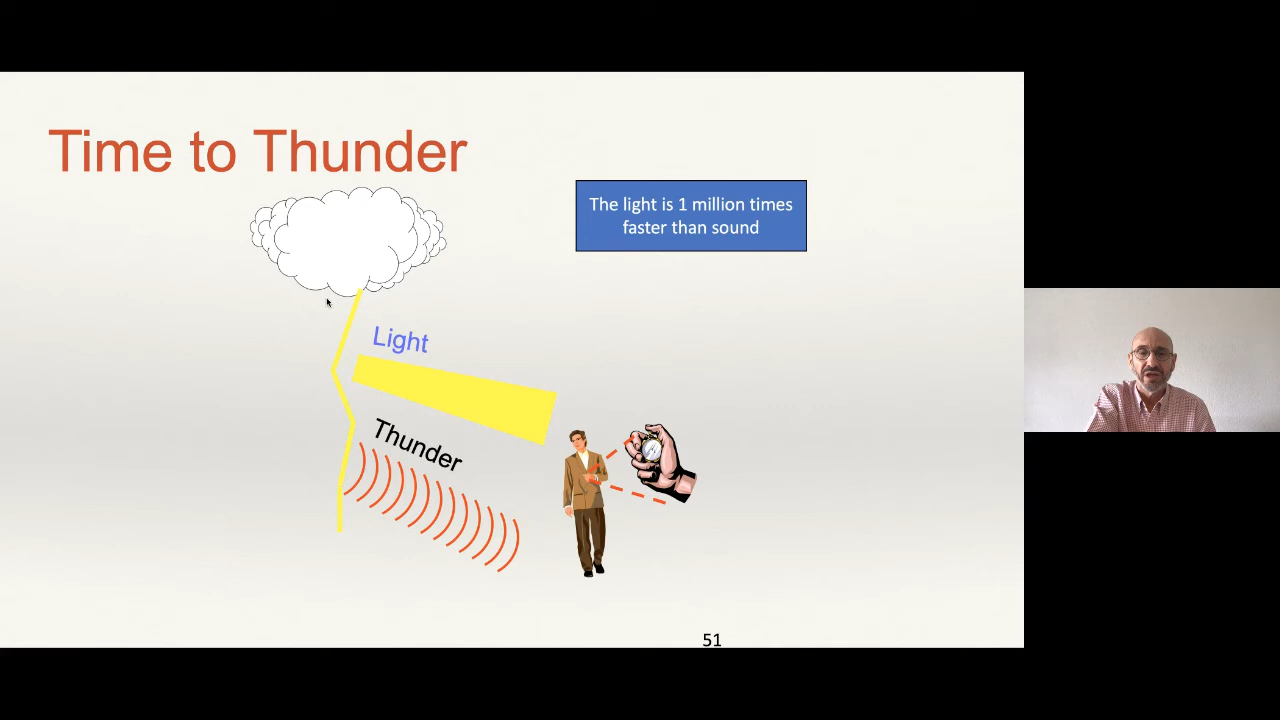 Time to Thunder
The light is 1 million times
faster than sound
Light
Thunder
51